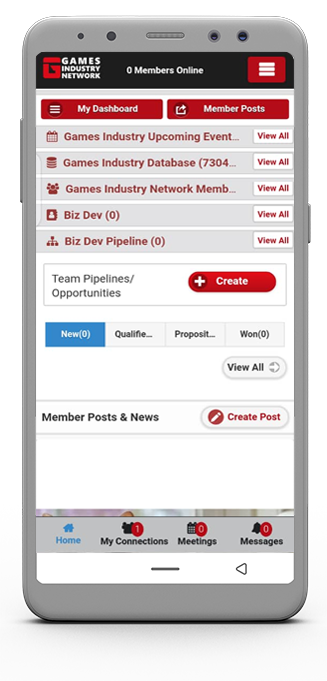 GAMES
INDUSTRY
NETWORK
0 Members Online
My Dashboard
Member Posts
Games Industry Upcoming Event...
View All
Games Industry Database (7304...
View All
Games Industry Network Memb...
View All
Biz Dev (0)
View All
Biz Dev Pipeline (0)
View All
Team Pipelines/
Opportunities
Create
New(0)
Qualifie...
Proposit...
Won(0)
View All
Member Posts & News
Create Post
1
0
0
Home
My Connections
Meetings
Messages